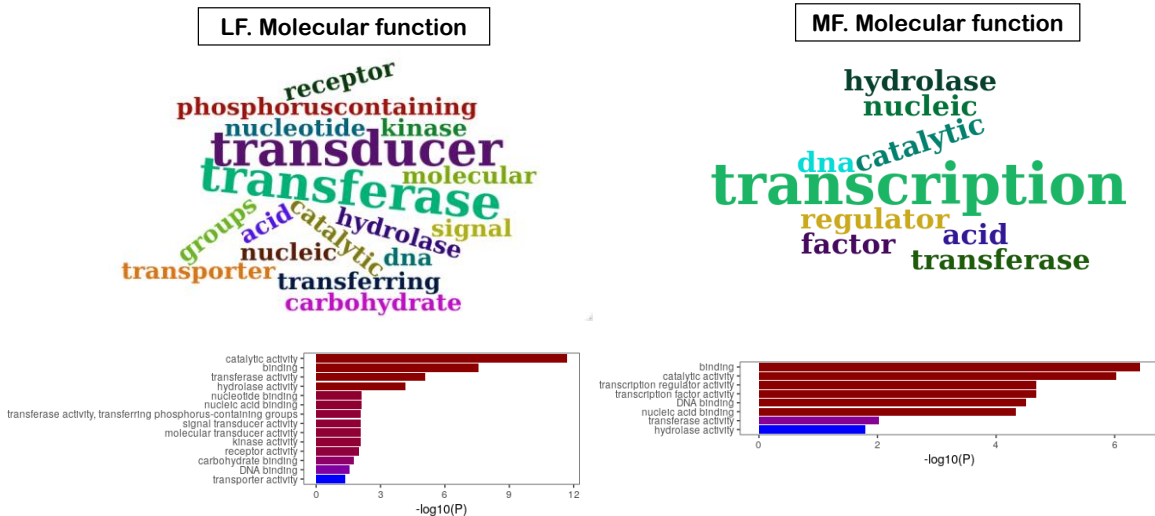 LF. Molecular function
receptor
phosphoruscontaining
nucleotide kinase
transducer
transferase
molecular
groups
acid
catalytic
hydrolase
signal
nucleic
dna
transporter
transferring
carbohydrate
catalytic activity
binding
transferase activity
hydrolase activity
nucleotide binding
nucleic acid binding
transferase activity, transferring phosphorus-containing groups
signal transducer activity
molecular transducer activity
kinase activity
receptor activity
carbohydrate binding
DNA binding
transporter activity
0 3 6 9 12
-log10(P)
MF. Molecular function
hydrolase
nucleic
catalytic
dna
transcription
regulator
factor
acid
transferase
binding
catalytic activity
transcription regulator activity
transcription factor activity
DNA binding
nucleic acid binding
transferase activity
hydrolase activity
0 2 4 6
-log10(P)